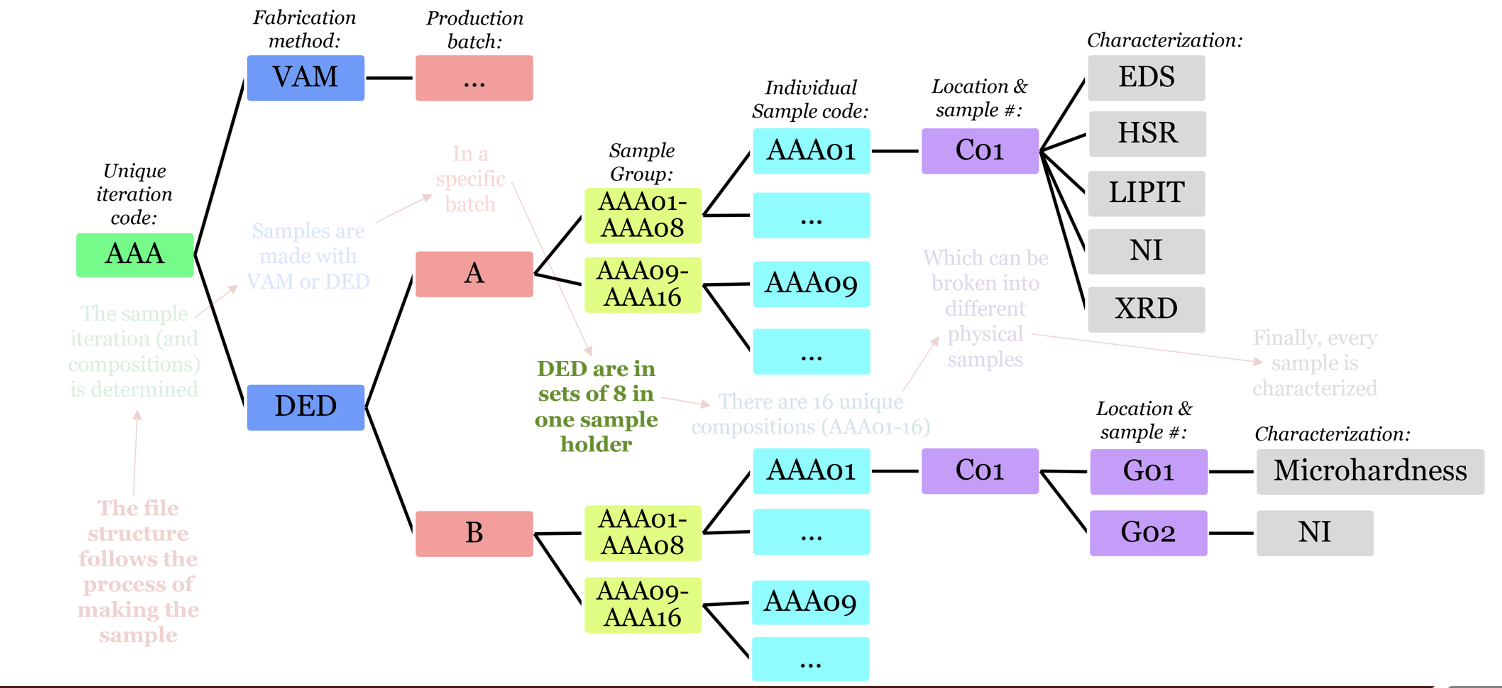 Fabrication
method:
VAM
Production
batch:
...
Unique
iteration
code:
AAA
The sample
iteration (and
compositions)
is determined
The file
structure
follows the
process of
making the
sample
Samples are
made with
VAM or DED
DED
In a
specific
batch
A
B
Sample
Group:
AAA01-
AAA08
AAA09-
AAA16
DED are in
sets of 8 in
one sample
holder
AAA01-
AAA08
AAA09-
AAA16
Individual
Sample code:
AAA01
...
AAA09
...
There are 16 unique
compositions (AAA01-16)
AAA01
...
AAA09
...
Location &
sample #:
C01
Which can be
broken into
different
physical
samples
C01
Characterization:
EDS
HSR
LIPIT
NI
XRD
Finally, every
sample is
characterized
Location &
sample #:
G01
G02
Characterization:
Microhardness
NI